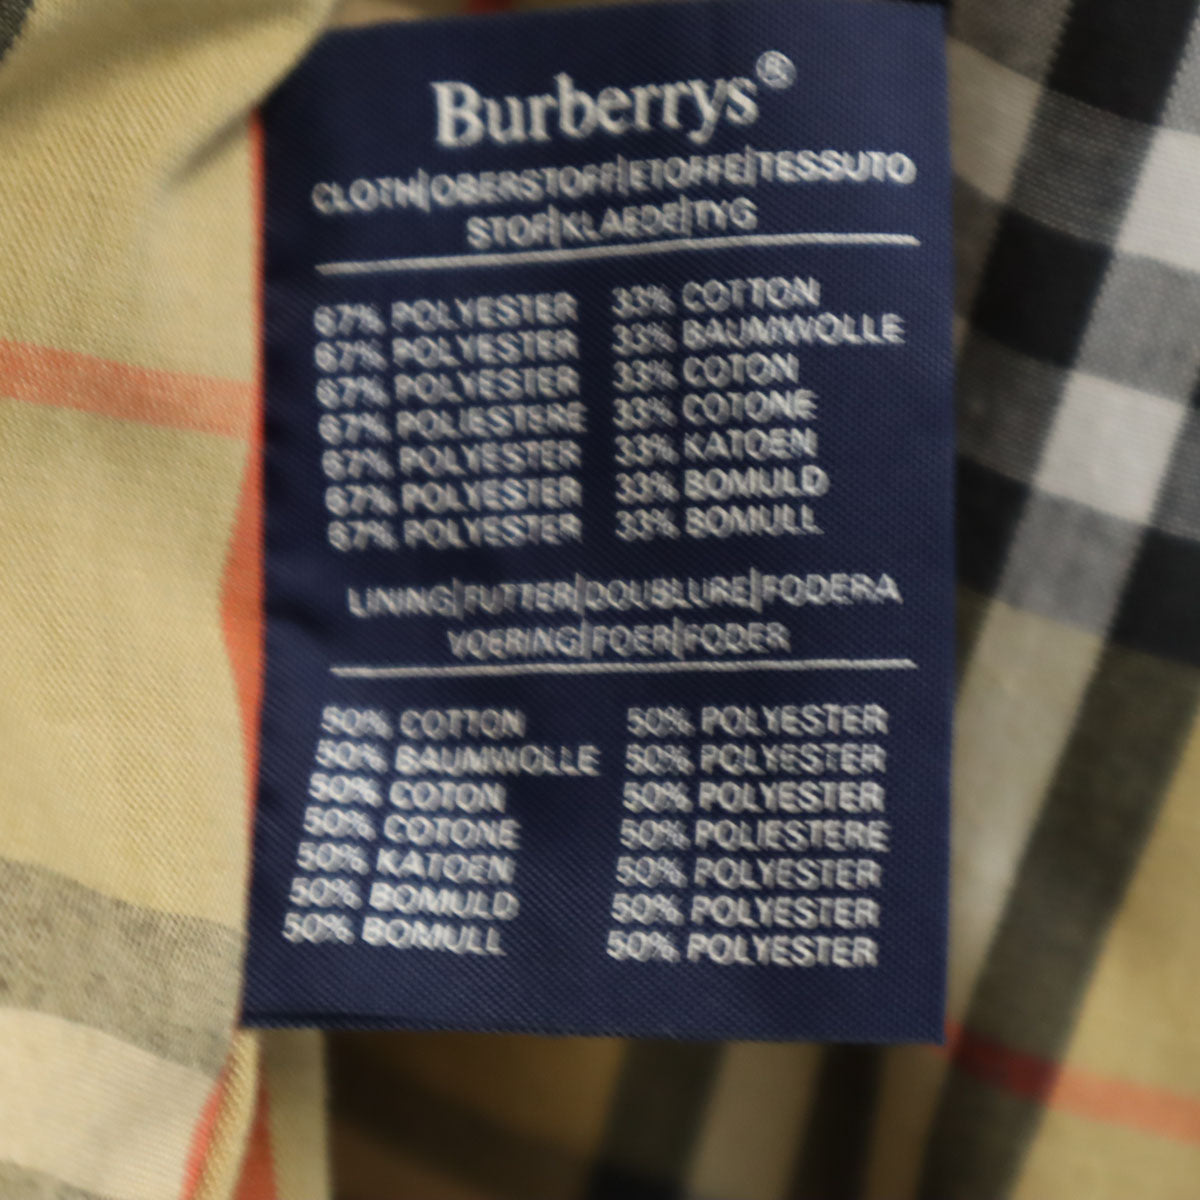 Burberrys®
CLOTH|OBERSTOFF|ETOFFE|TESSUTO
STOF|KLAEDE|TYG
67% POLYESTER 33% COTTON
67% POLYESTER 33% BAUMWOLLE
67% POLYESTER 33% COTON
67% POLIESTERE 33% COTONE
67% POLYESTER 33% KATOEN
67% POLYESTER 33% BOMULD
67% POLYESTER 33% BOMULL
LINING|FUTTER|DOUBLURE|FODERA
VOERING|FOER|FODER
50% COTTON 50% POLYESTER
50% BAUMWOLLE 50% POLYESTER
50% COTON 50% POLYESTER
50% COTONE 50% POLIESTERE
50% KATOEN 50% POLYESTER
50% BOMULD 50% POLYESTER
50% BOMULL 50% POLYESTER